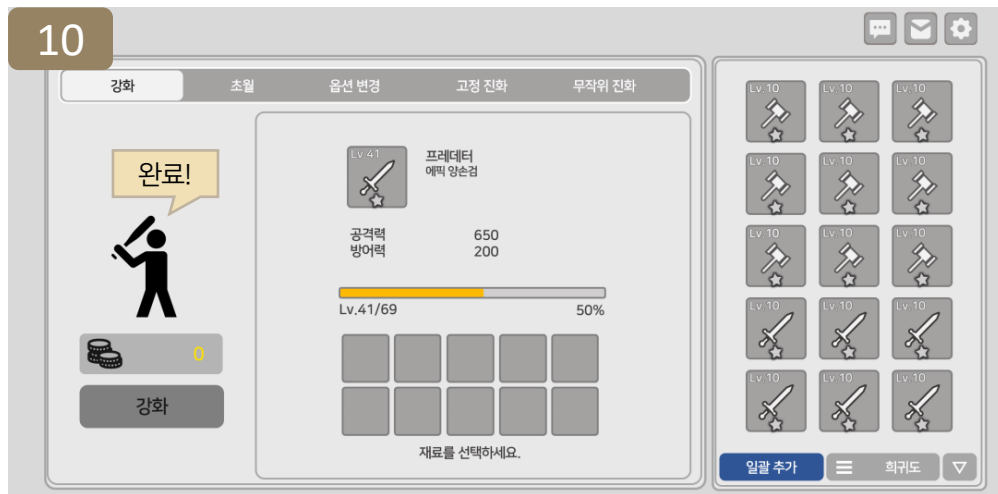 10
강화 초월 옵션 변경 고정 진화 무작위 진화
완료!
Lv.41
프레데터
에픽 양손검
공격력 650
방어력 200
Lv.41/69 50%
0
강화
재료를 선택하세요.
Lv.10 Lv.10 Lv.10
Lv.10 Lv.10 Lv.10
Lv.10 Lv.10 Lv.10
Lv.10 Lv.10 Lv.10
Lv.10 Lv.10 Lv.10
일괄 추가 희귀도